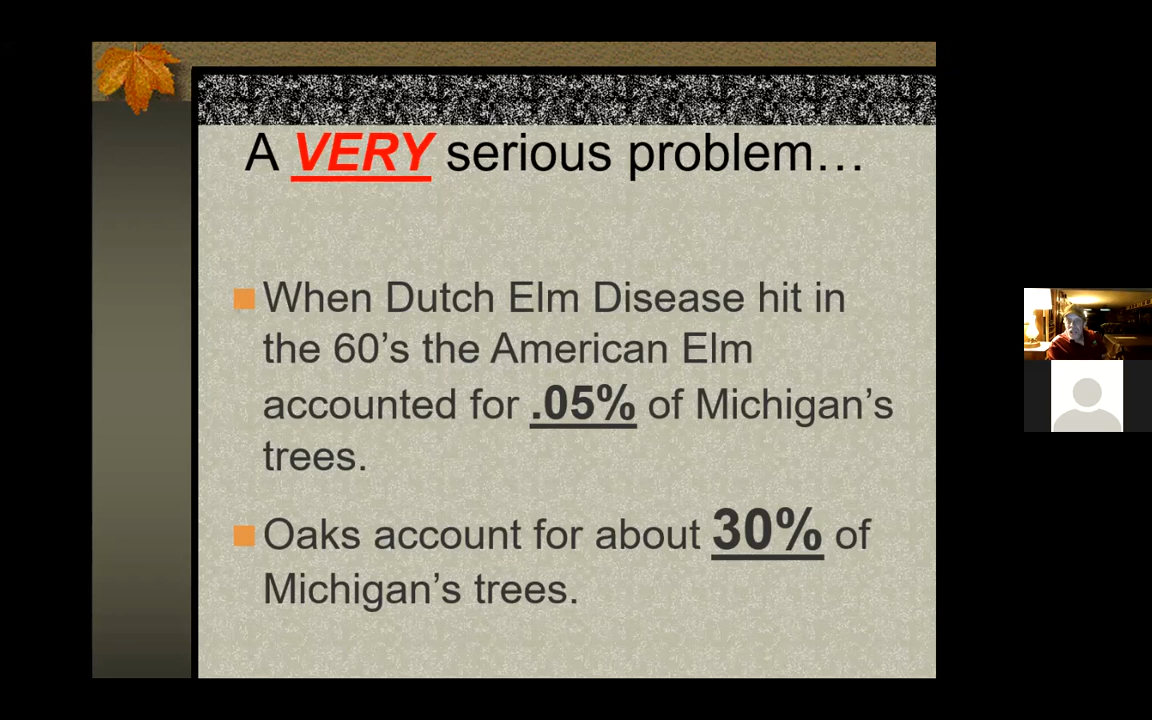 A VERY serious problem…
When Dutch Elm Disease hit in
the 60’s the American Elm
accounted for .05% of Michigan’s
trees.
Oaks account for about 30% of
Michigan’s trees.